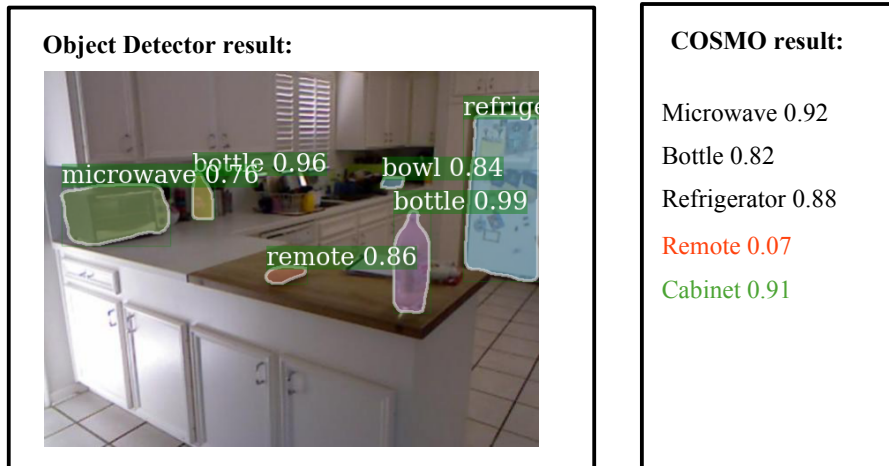 Object Detector result:
refrige
bottle 0.96
microwave 0.76
bowl 0.84
bottle 0.99
remote 0.86
COSMO result:
Microwave 0.92
Bottle 0.82
Refrigerator 0.88
Remote 0.07
Cabinet 0.91